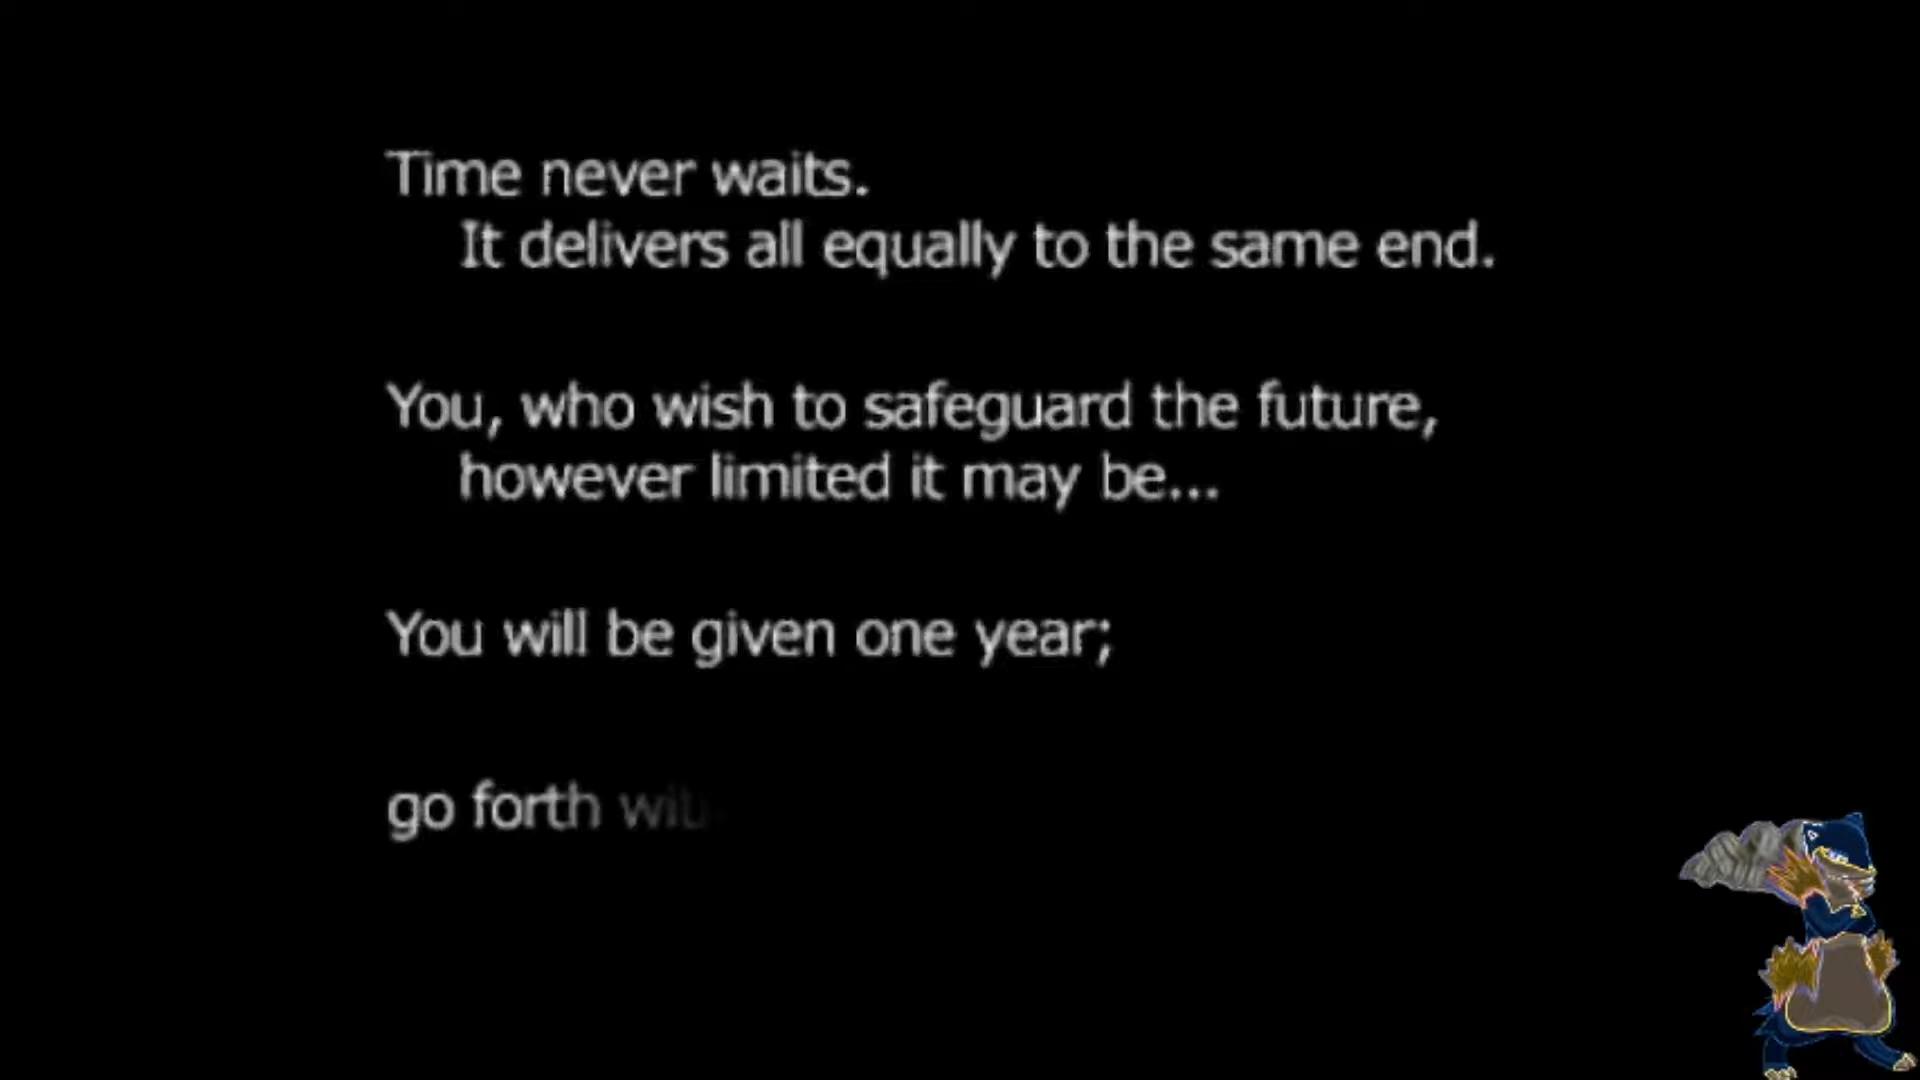 Time never waits.
It delivers all equally to the same end.
You, who wish to safeguard the future,
however limited it may be...
You will be given one year;
go forth